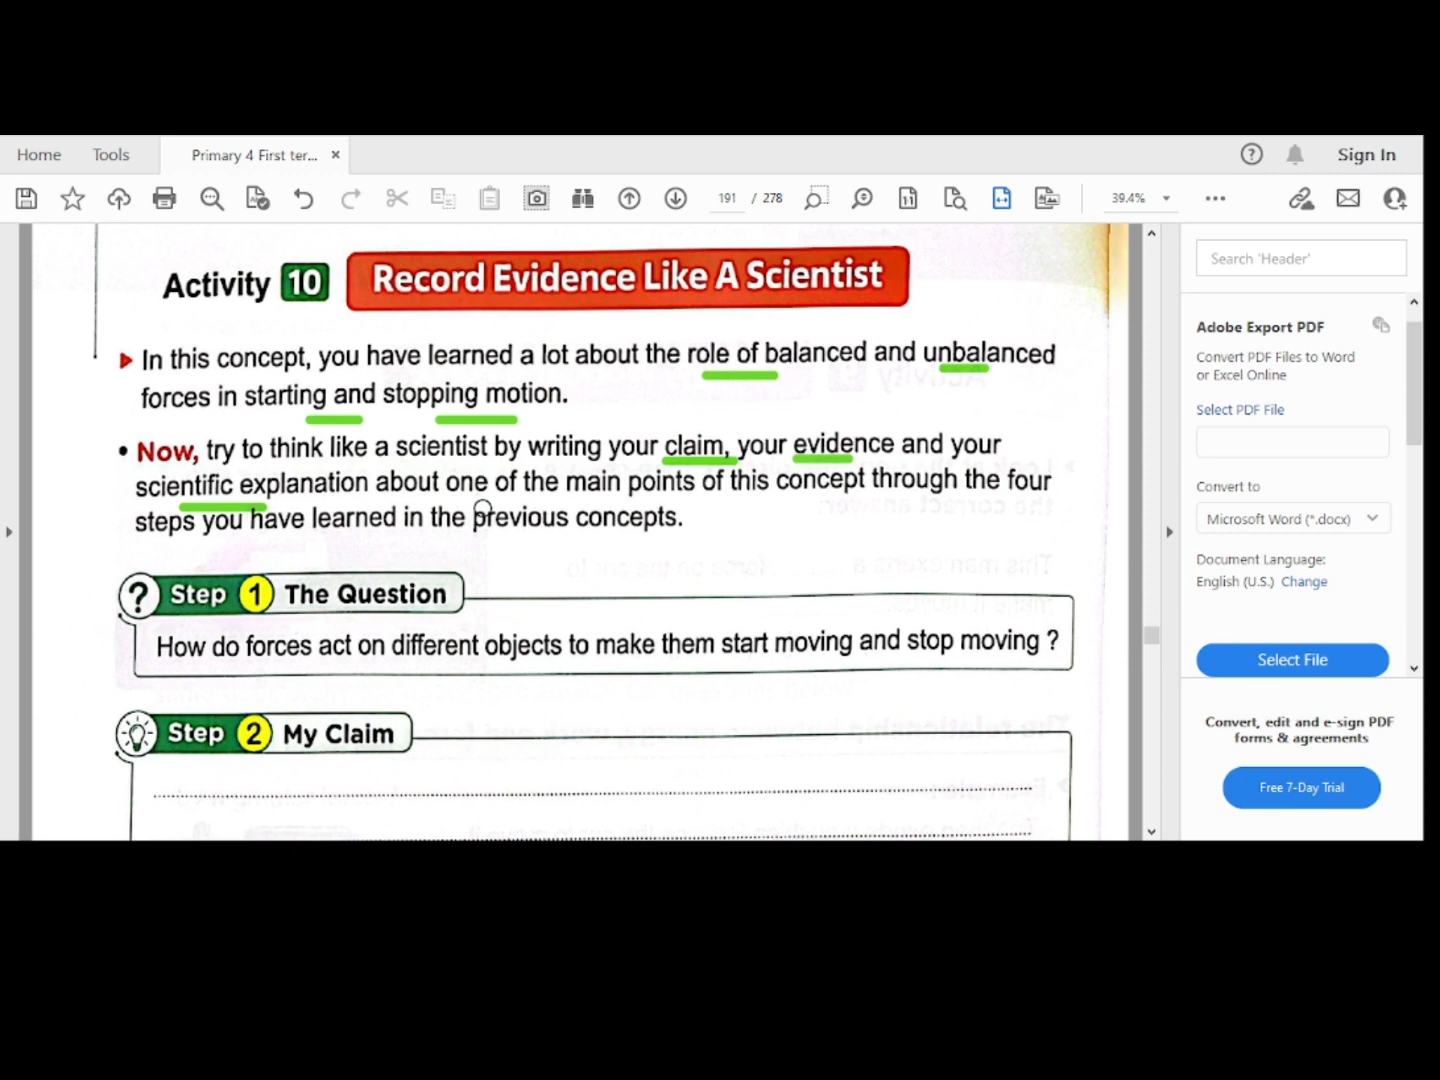 Home Tools Primary 4 First ter... × Sign In
191 / 278 39.4%
Activity 10 Record Evidence Like A Scientist
In this concept, you have learned a lot about the role of balanced and unbalanced
forces in starting and stopping motion.
• Now, try to think like a scientist by writing your claim, your evidence and your
scientific explanation about one of the main points of this concept through the four
steps you have learned in the previous concepts.
? Step 1 The Question
How do forces act on different objects to make them start moving and stop moving ?
Step 2 My Claim
Search 'Header'
Adobe Export PDF
Convert PDF Files to Word
or Excel Online
Select PDF File
Convert to
Microsoft Word (*.docx)
Document Language:
English (U.S.) Change
Select File
Convert, edit and e-sign PDF
forms & agreements
Free 7-Day Trial